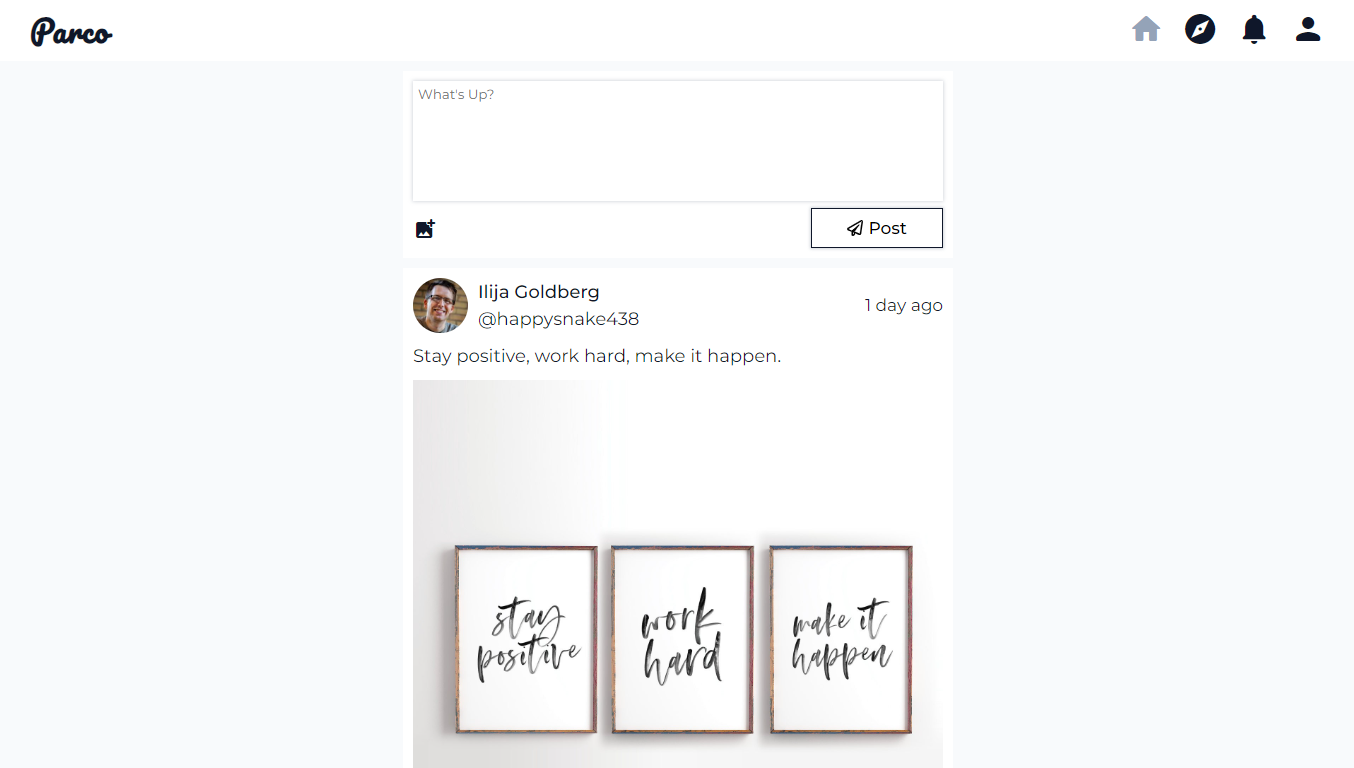 Parco
What's Up?
Post
Ilija Goldberg
@happysnake438
1 day ago
Stay positive, work hard, make it happen.
stay
positive
work
hard
make it
happen